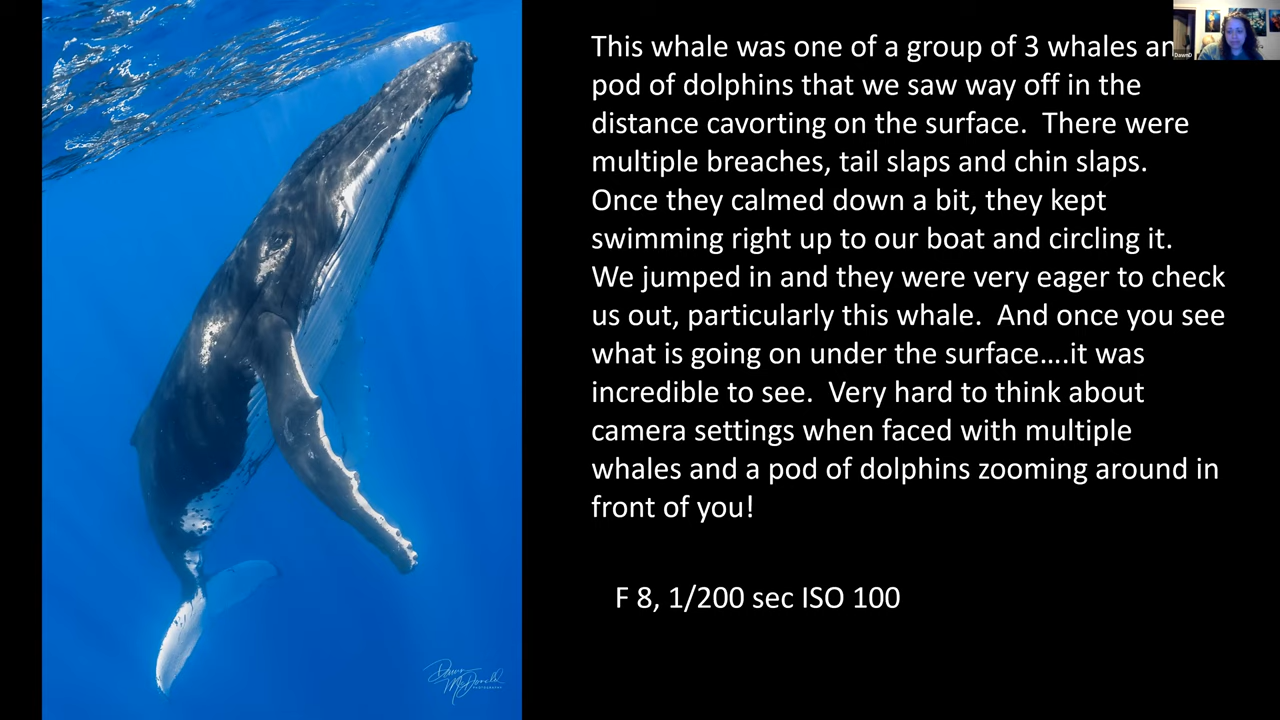 This whale was one of a group of 3 whales an
pod of dolphins that we saw way off in the
distance cavorting on the surface.  There were
multiple breaches, tail slaps and chin slaps.
Once they calmed down a bit, they kept
swimming right up to our boat and circling it.
We jumped in and they were very eager to check
us out, particularly this whale.  And once you see
what is going on under the surface….it was
incredible to see.  Very hard to think about
camera settings when faced with multiple
whales and a pod of dolphins zooming around in
front of you!
F 8, 1/200 sec ISO 100
DawnD
Dawn
McDonald
PHOTOGRAPHY